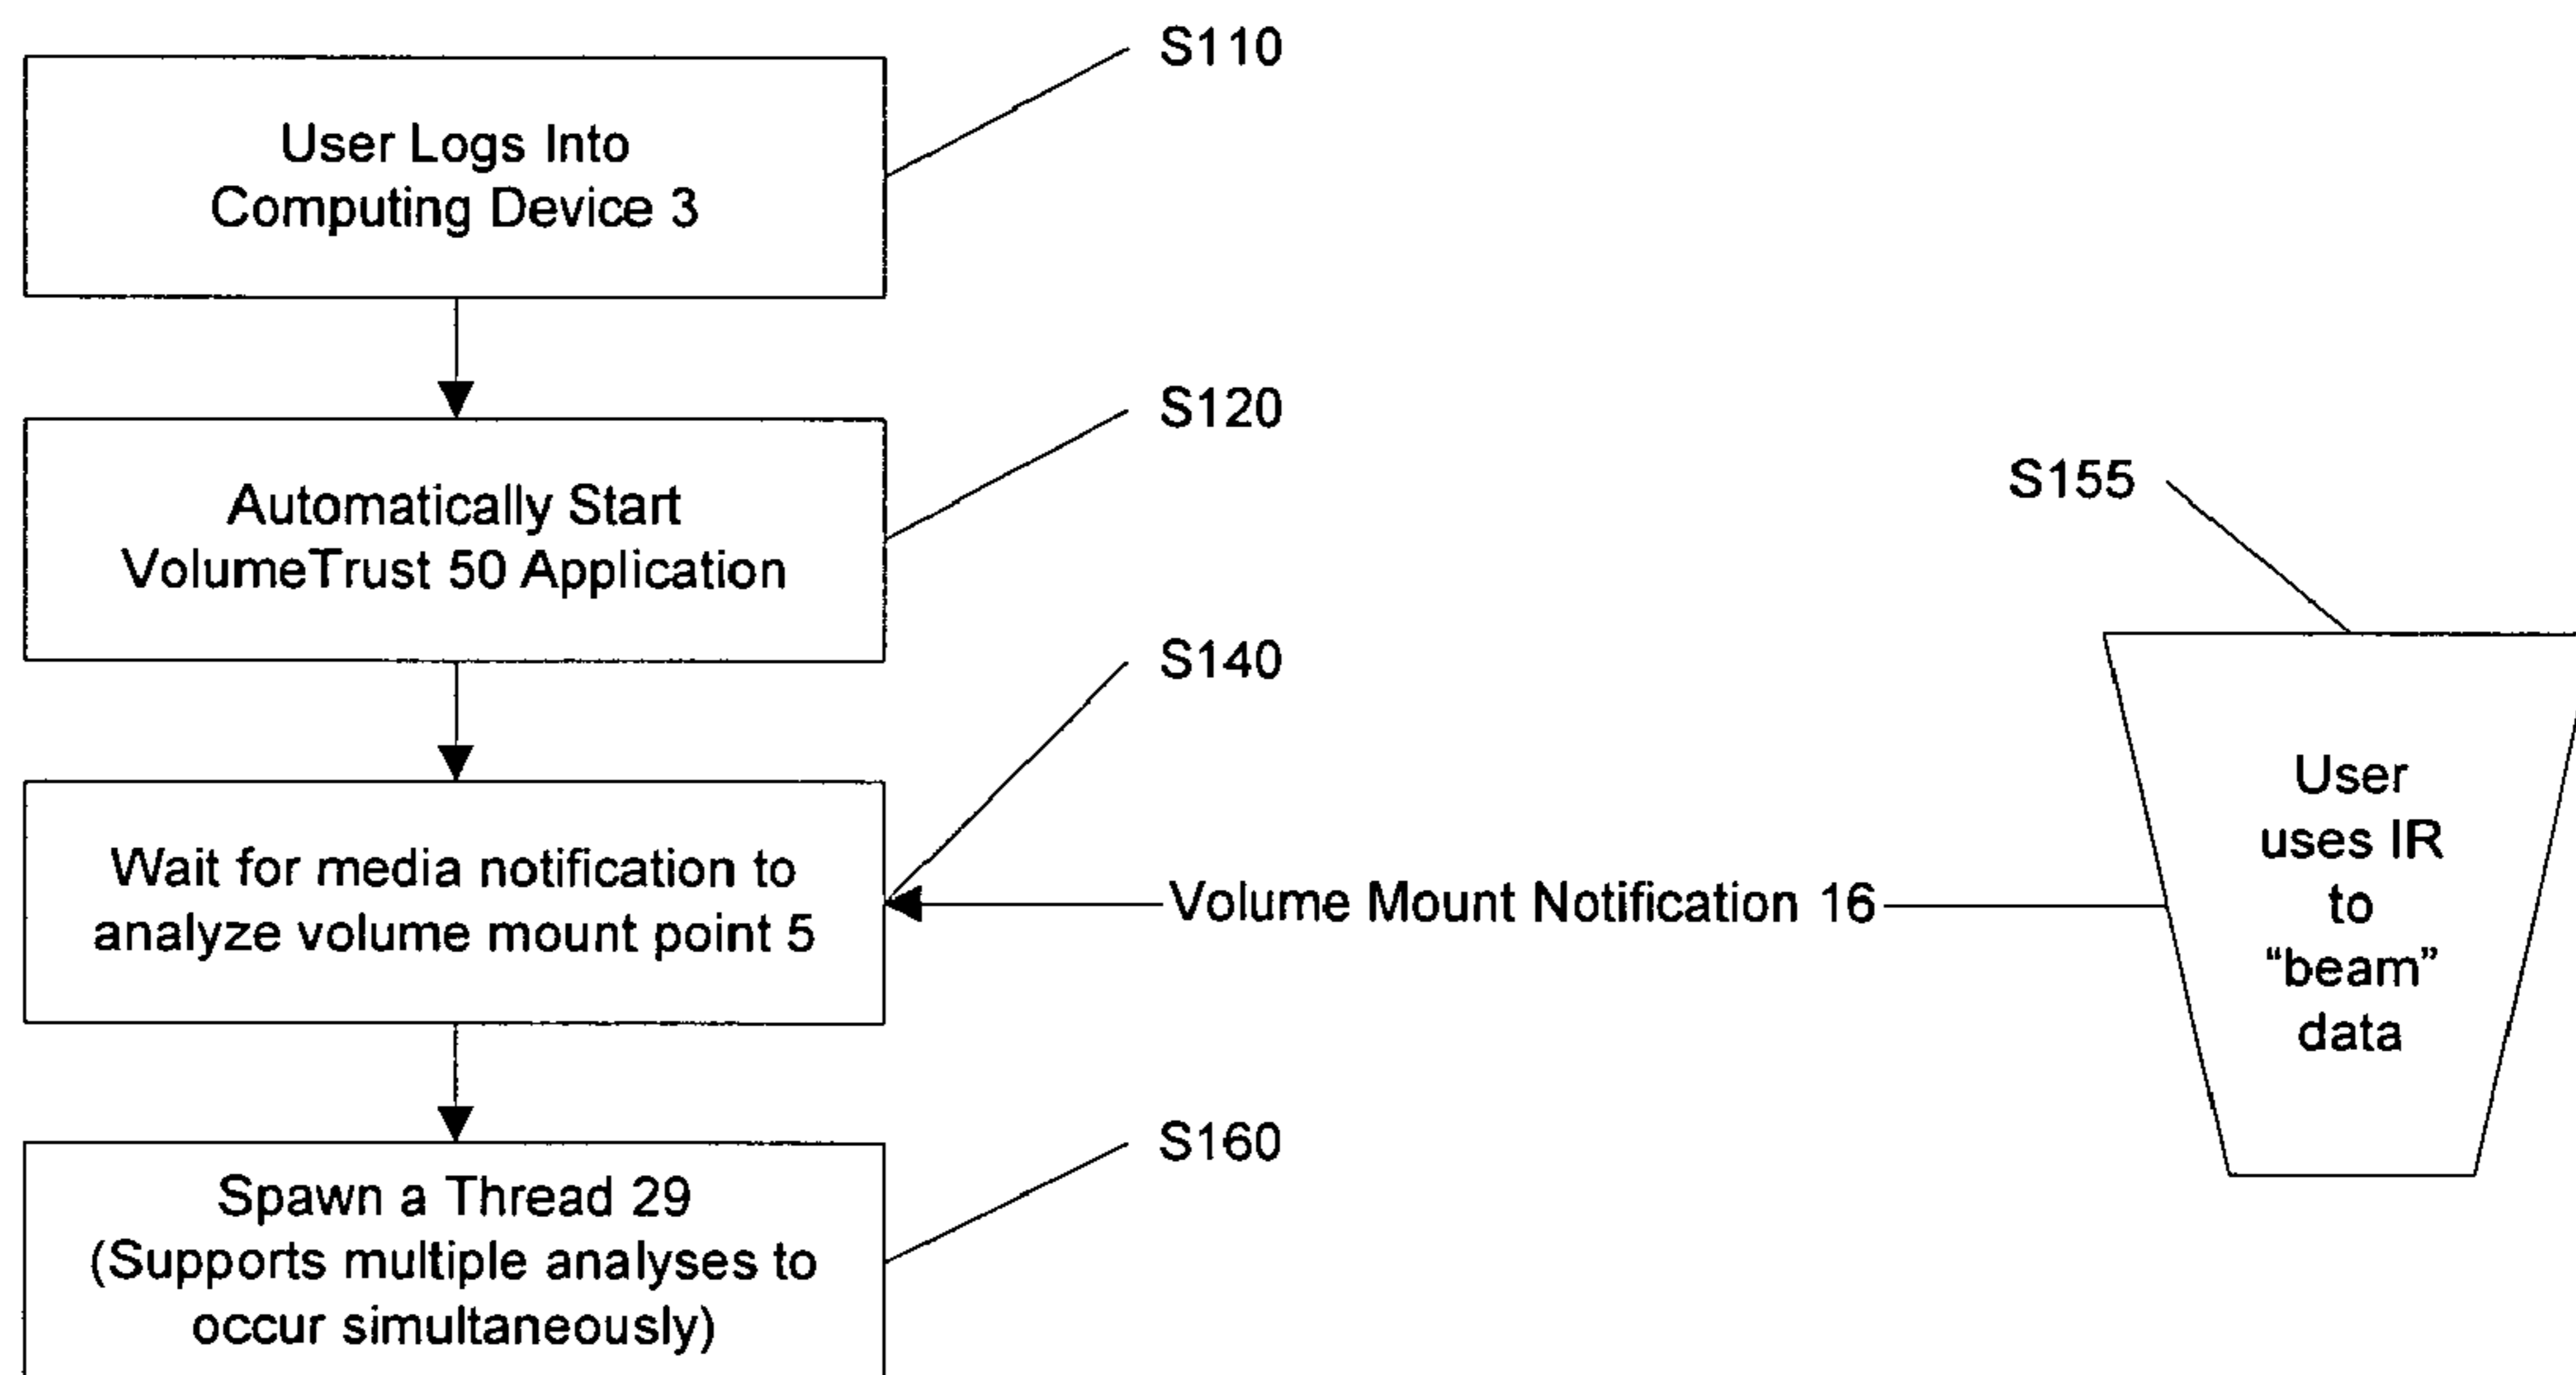 S110
User Logs Into
Computing Device 3
S120
Automatically Start
VolumeTrust 50 Application
S155
S140
Wait for media notification to
analyze volume mount point 5
Volume Mount Notification 16
User
uses IR
to
“beam”
data
S160
Spawn a Thread 29
(Supports multiple analyses to
occur simultaneously)